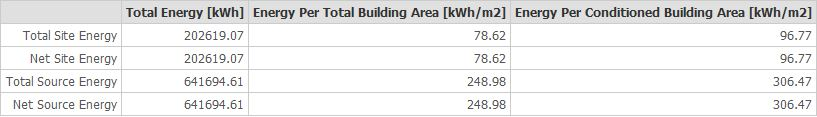 Total Energy [kWh] Energy Per Total Building Area [kWh/m2] Energy Per Conditioned Building Area [kWh/m2]
Total Site Energy 202619.07 78.62 96.77
Net Site Energy 202619.07 78.62 96.77
Total Source Energy 641694.61 248.98 306.47
Net Source Energy 641694.61 248.98 306.47